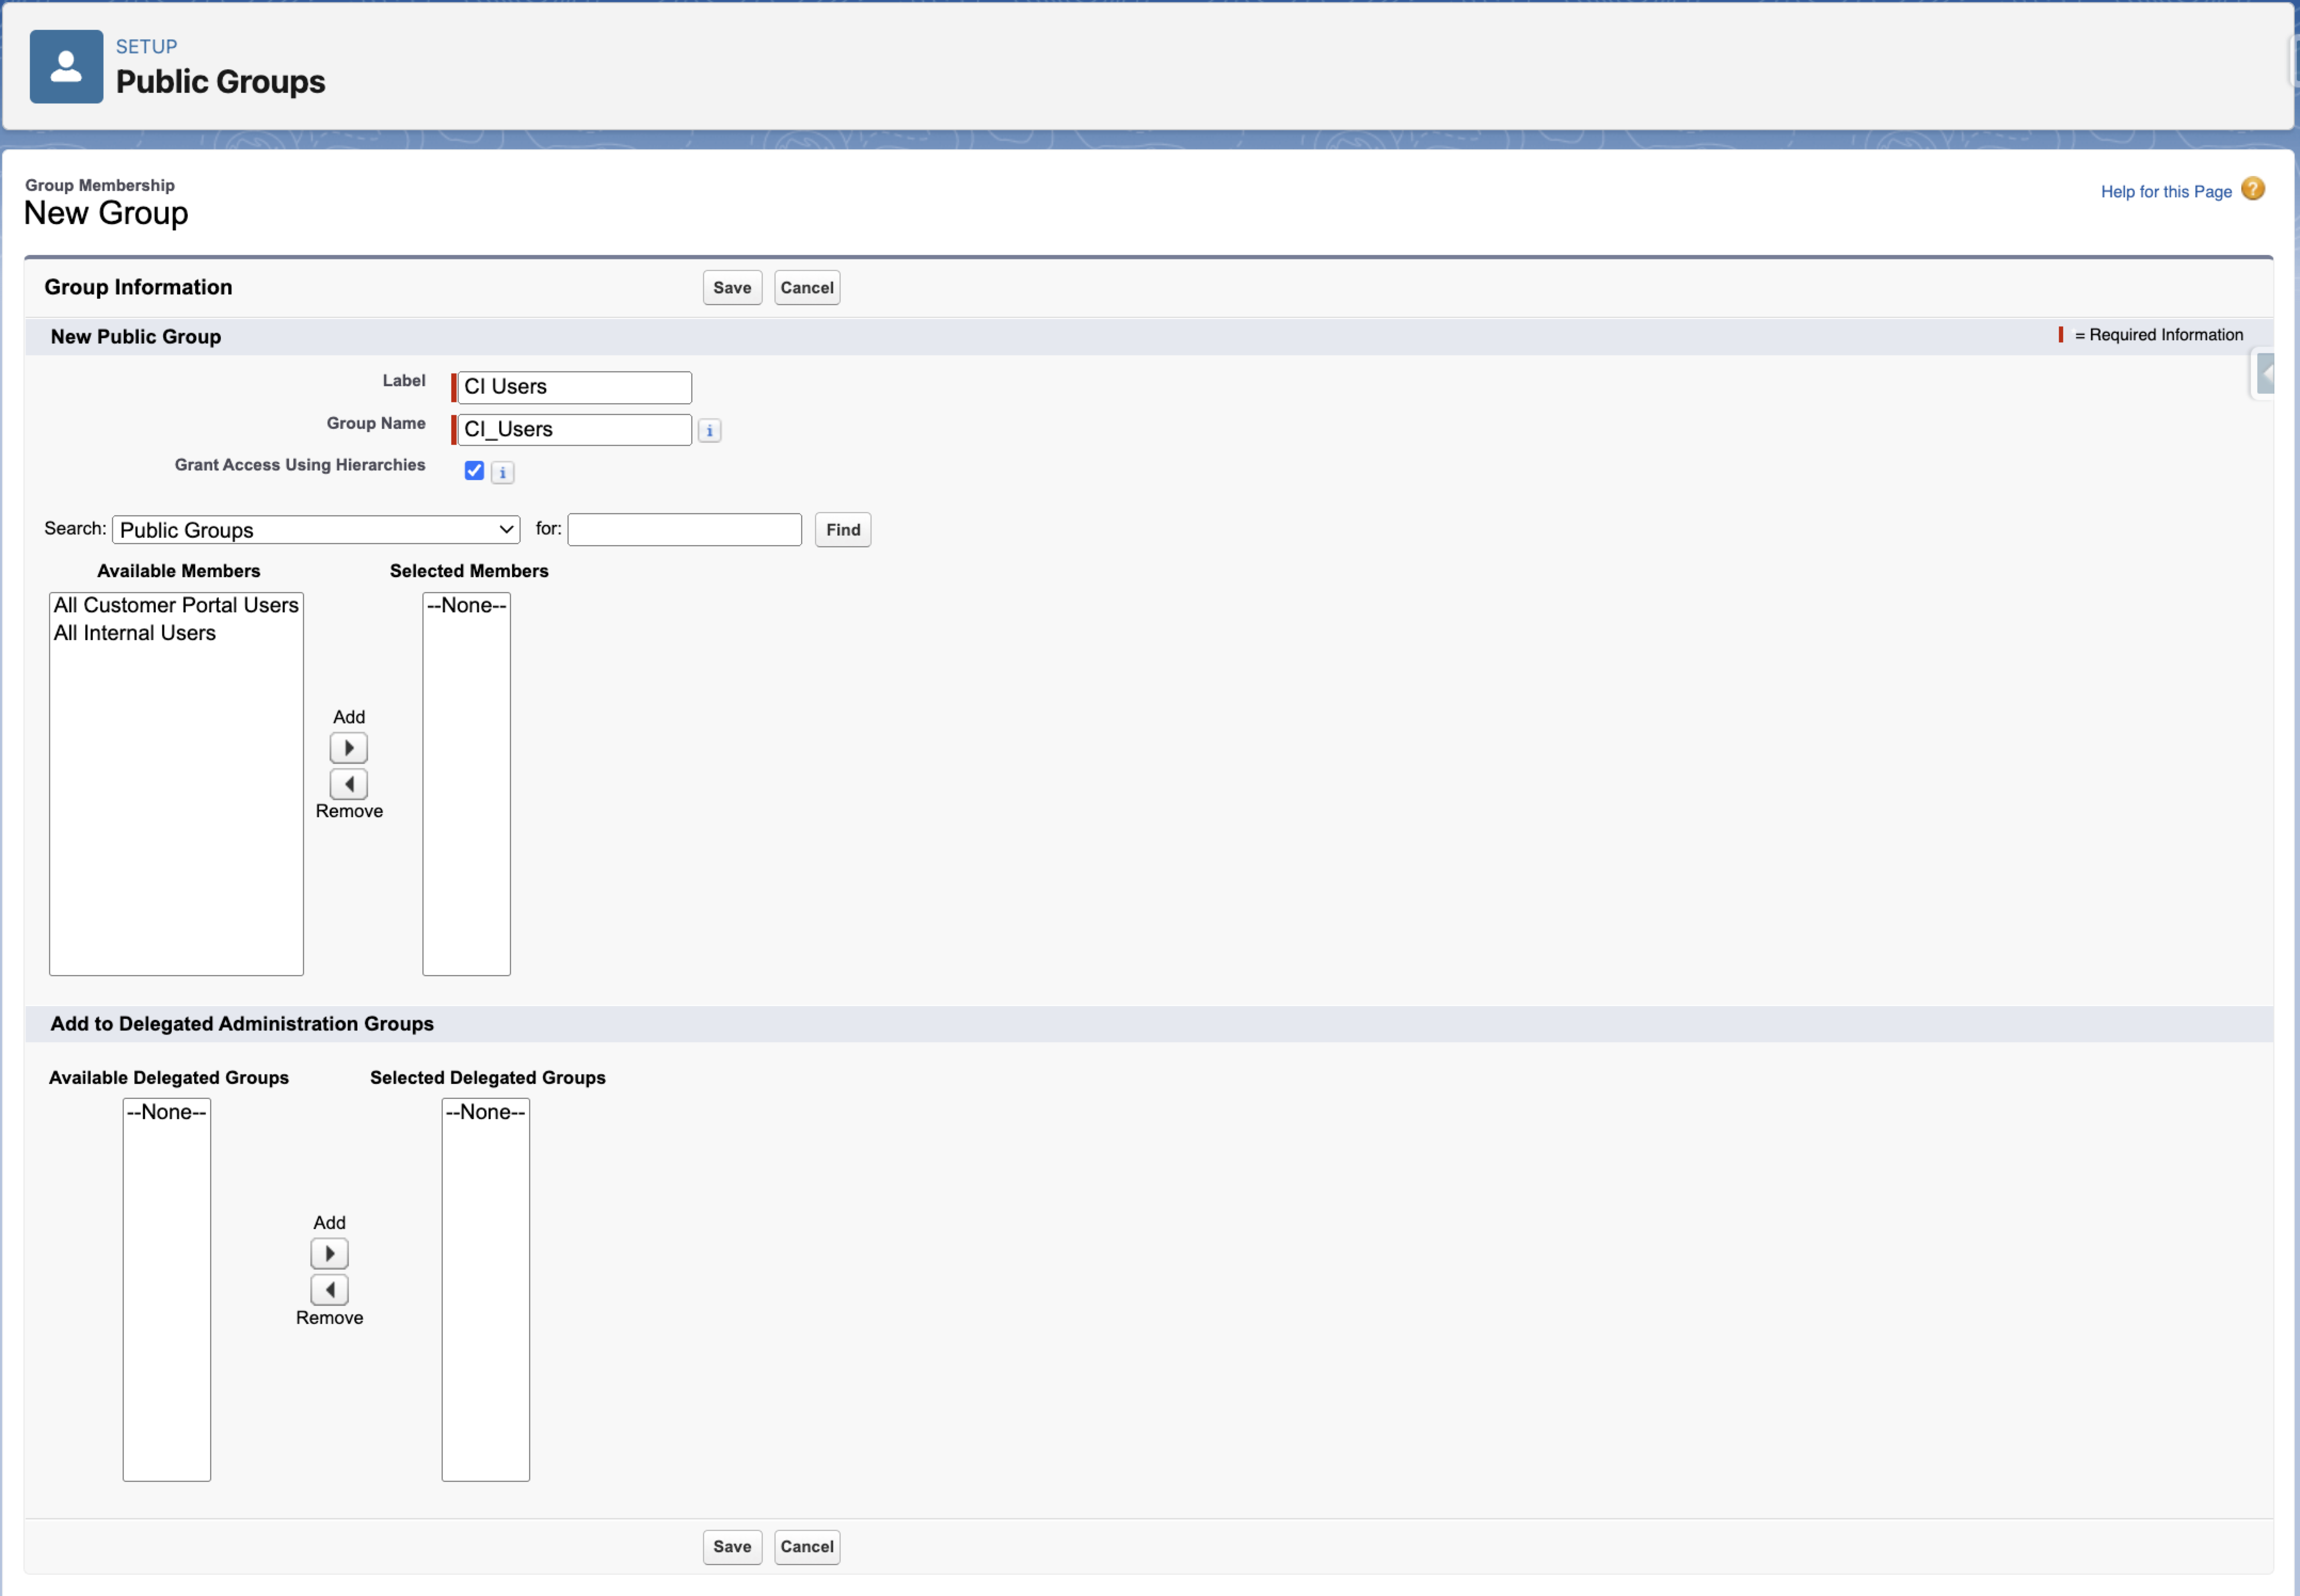 SETUP
Public Groups
Group Membership
New Group
Help for this Page ?
Group Information
Save Cancel
New Public Group
= Required Information
Label CI Users
Group Name CI_Users i
Grant Access Using Hierarchies i
Search: Public Groups for: Find
Available Members Selected Members
All Customer Portal Users
All Internal Users
--None--
Add
Remove
Add to Delegated Administration Groups
Available Delegated Groups Selected Delegated Groups
--None-- --None--
Add
Remove
Save Cancel